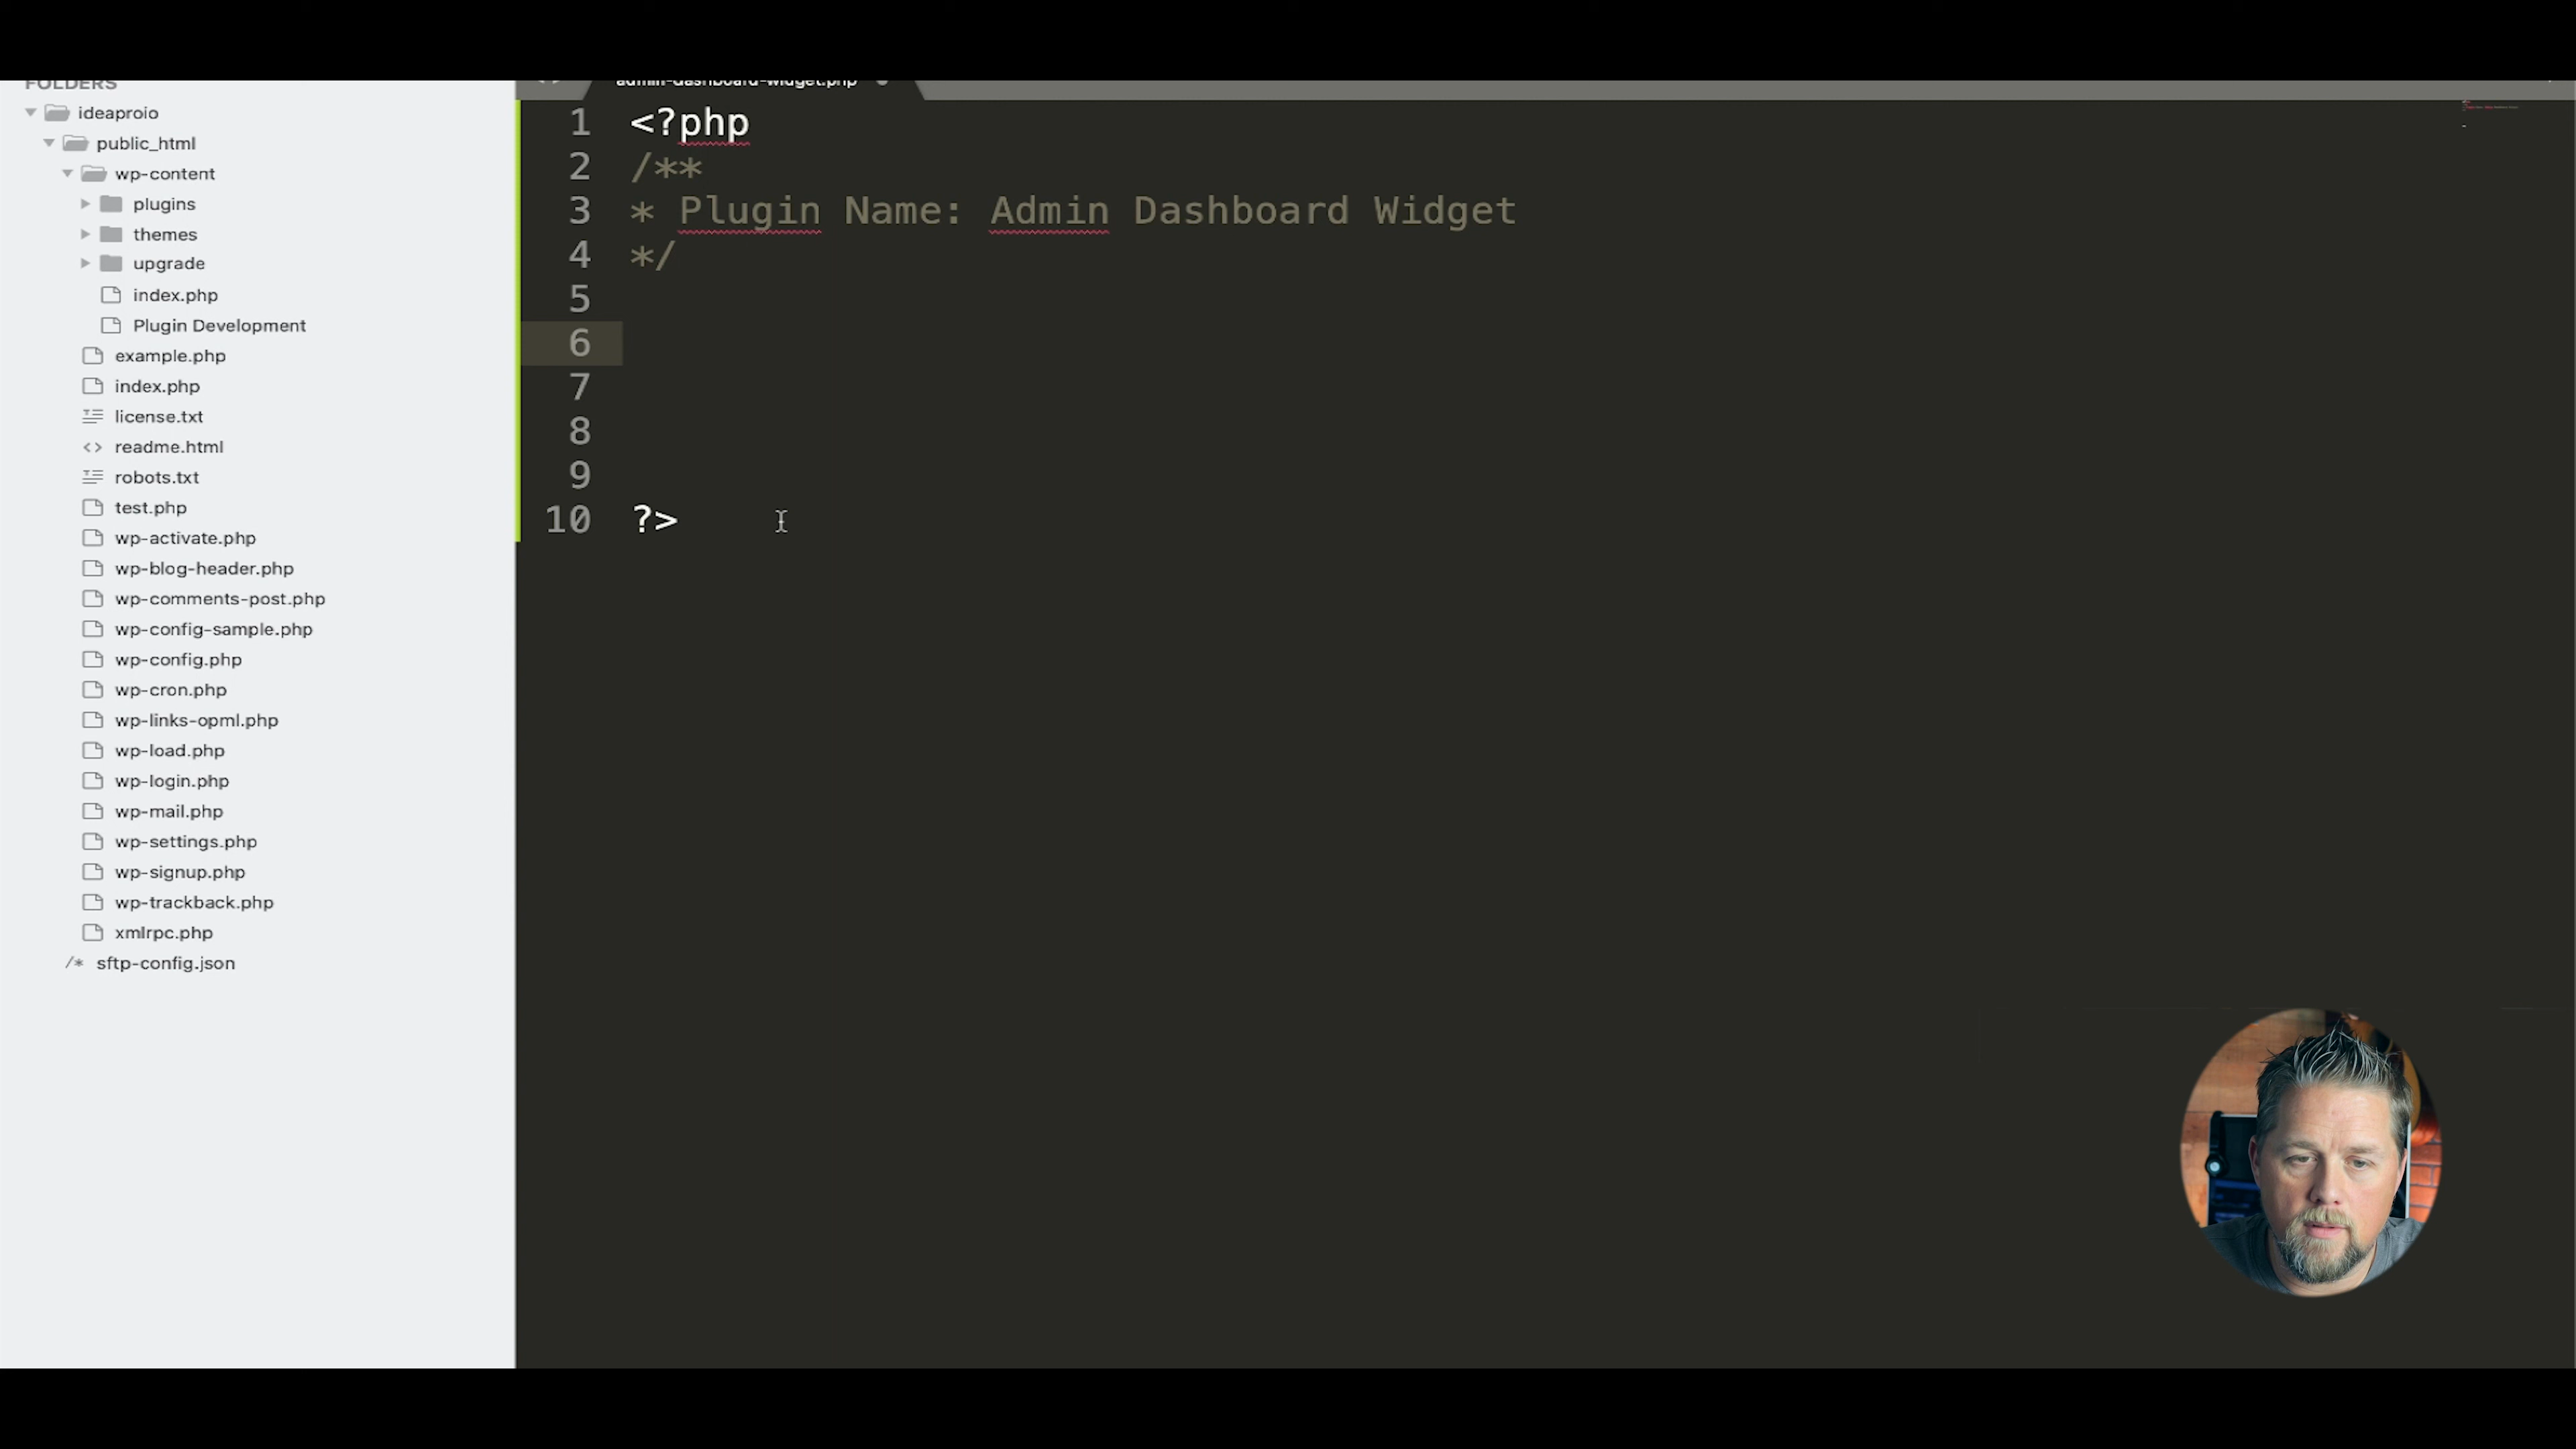 FOLDERS
ideaproio
public_html
wp-content
plugins
themes
upgrade
index.php
Plugin Development
example.php
index.php
license.txt
<> readme.html
robots.txt
test.php
wp-activate.php
wp-blog-header.php
wp-comments-post.php
wp-config-sample.php
wp-config.php
wp-cron.php
wp-links-opml.php
wp-load.php
wp-login.php
wp-mail.php
wp-settings.php
wp-signup.php
wp-trackback.php
xmlrpc.php
/* sftp-config.json
admin-dashboard-widget.php
1 <?php
2 /**
3 * Plugin Name: Admin Dashboard Widget
4 */
5
6
7
8
9
10 ?>